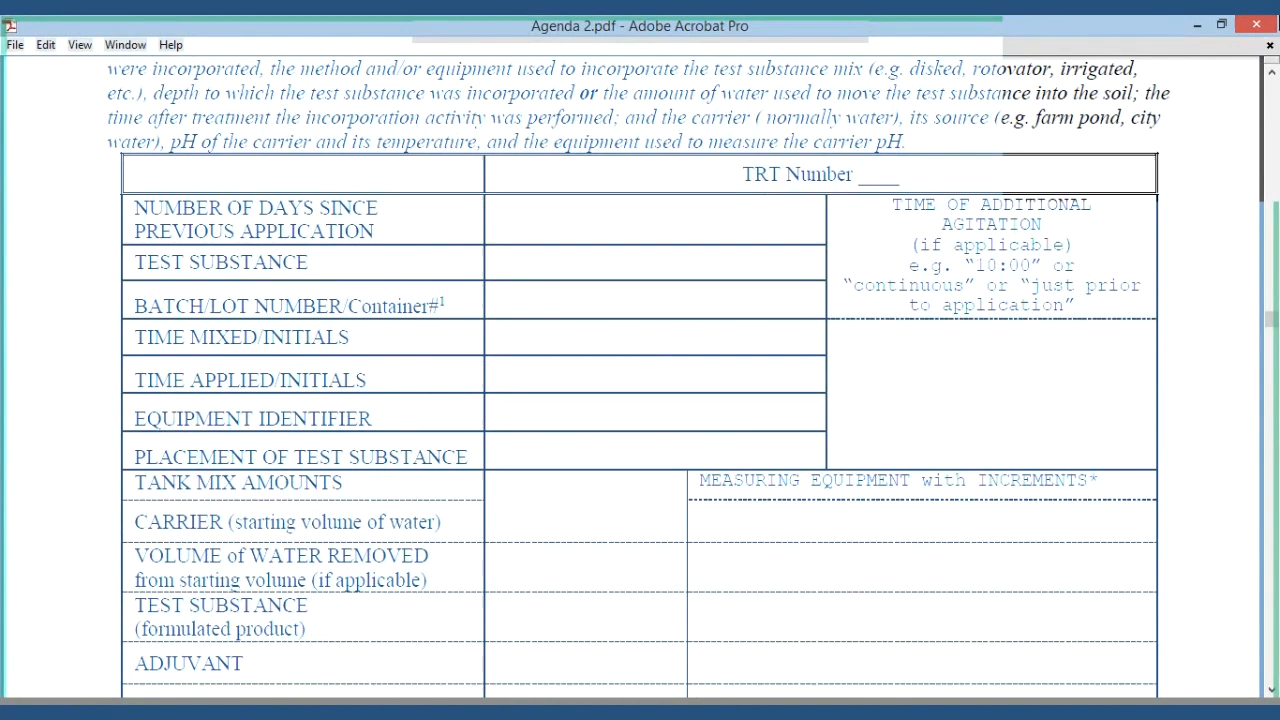 Agenda 2.pdf - Adobe Acrobat Pro
File Edit View Window Help
were incorporated, the method and/or equipment used to incorporate the test substance mix (e.g. disked, rotovator, irrigated,
etc.), depth to which the test substance was incorporated or the amount of water used to move the test substance into the soil; the
time after treatment the incorporation activity was performed; and the carrier ( normally water), its source (e.g. farm pond, city
water), pH of the carrier and its temperature, and the equipment used to measure the carrier pH.
TRT Number ____
NUMBER OF DAYS SINCE
PREVIOUS APPLICATION
TIME OF ADDITIONAL
AGITATION
(if applicable)
e.g. “10:00” or
“continuous” or “just prior
to application”
TEST SUBSTANCE
BATCH/LOT NUMBER/Container#1
TIME MIXED/INITIALS
TIME APPLIED/INITIALS
EQUIPMENT IDENTIFIER
PLACEMENT OF TEST SUBSTANCE
TANK MIX AMOUNTS
MEASURING EQUIPMENT with INCREMENTS*
CARRIER (starting volume of water)
VOLUME of WATER REMOVED
from starting volume (if applicable)
TEST SUBSTANCE
(formulated product)
ADJUVANT